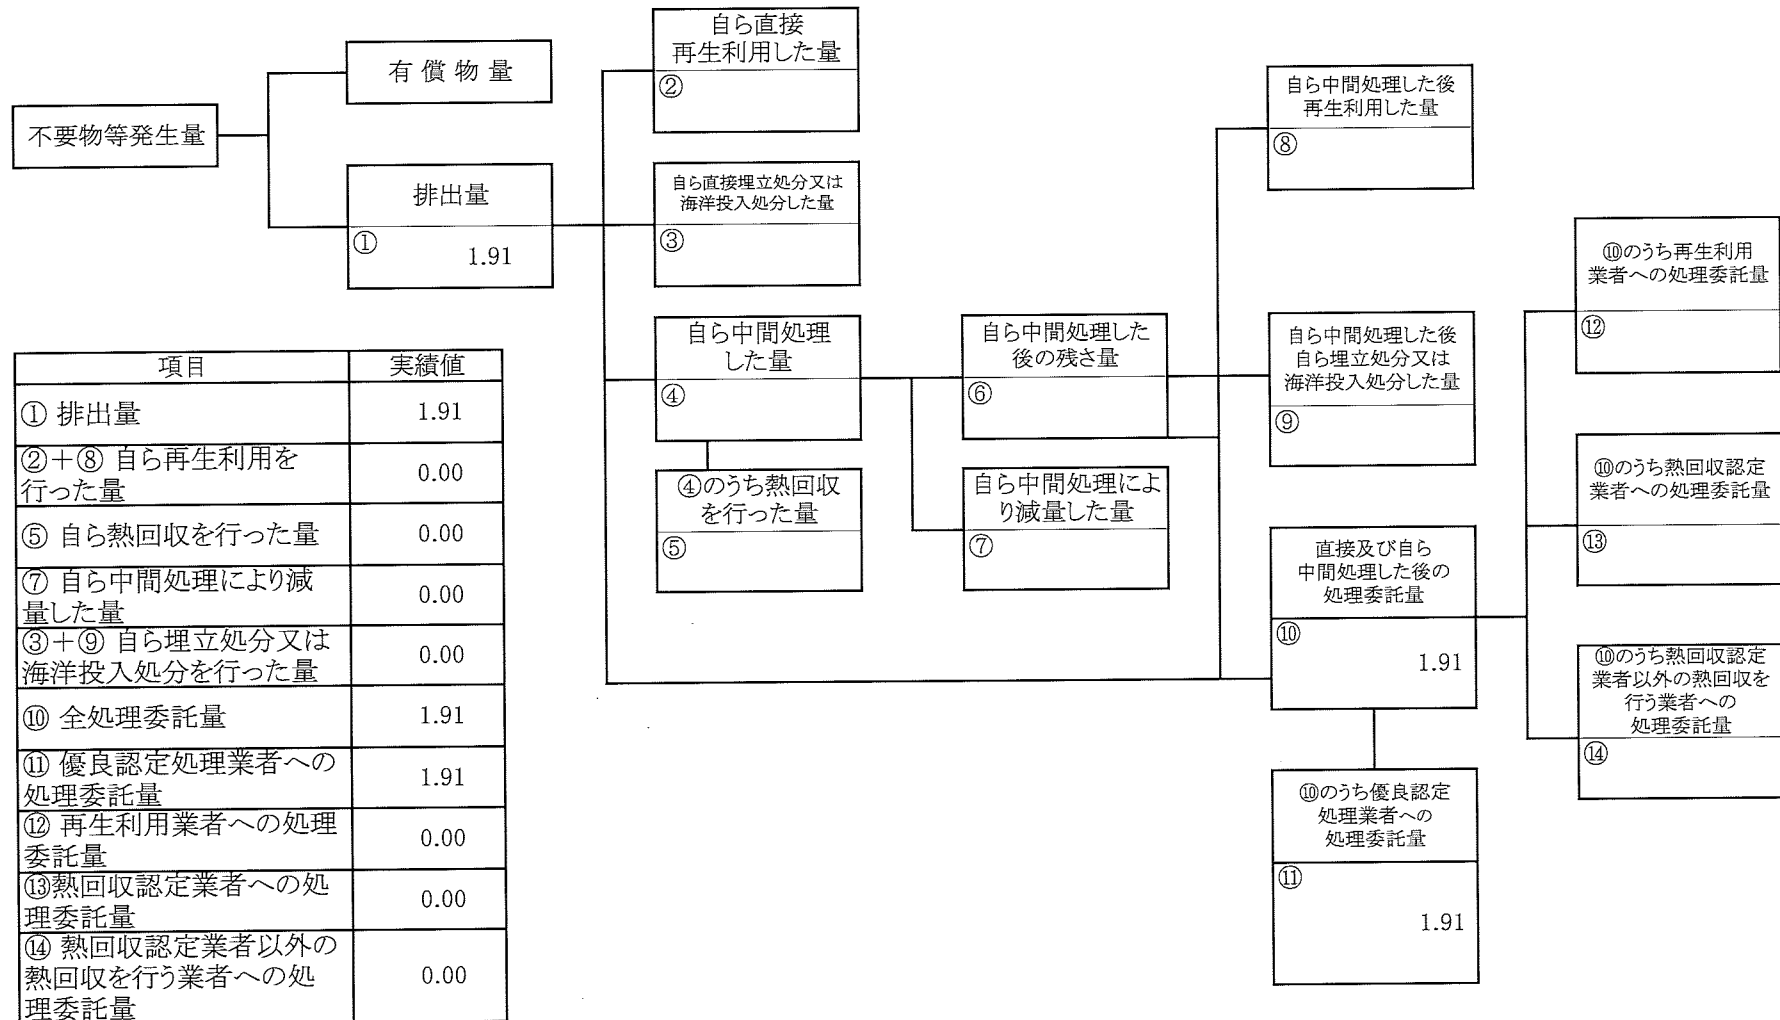 不要物等発生量
有償物量
排出量
①
1.91
自ら直接
再生利用した量
②
自ら直接埋立処分又は
海洋投入処分した量
③
自ら中間処理
した量
④
④のうち熱回収
を行った量
⑤
自ら中間処理した
後の残さ量
⑥
自ら中間処理によ
り減量した量
⑦
自ら中間処理した後
再生利用した量
⑧
自ら中間処理した後
自ら埋立処分又は
海洋投入処分した量
⑨
直接及び自ら
中間処理した後の
処理委託量
⑩
1.91
⑩のうち優良認定
処理業者への
処理委託量
⑪
1.91
⑩のうち再生利用
業者への処理委託量
⑫
⑩のうち熱回収認定
業者への処理委託量
⑬
⑩のうち熱回収認定
業者以外の熱回収を
行う業者への
処理委託量
⑭
項目 実績値
① 排出量 1.91
②+⑧ 自ら再生利用を
行った量 0.00
⑤ 自ら熱回収を行った量 0.00
⑦ 自ら中間処理により減
量した量 0.00
③+⑨ 自ら埋立処分又は
海洋投入処分を行った量 0.00
⑩ 全処理委託量 1.91
⑪ 優良認定処理業者への
処理委託量 1.91
⑫ 再生利用業者への処理
委託量 0.00
⑬熱回収認定業者への処
理委託量 0.00
⑭ 熱回収認定業者以外の
熱回収を行う業者への処
理委託量 0.00